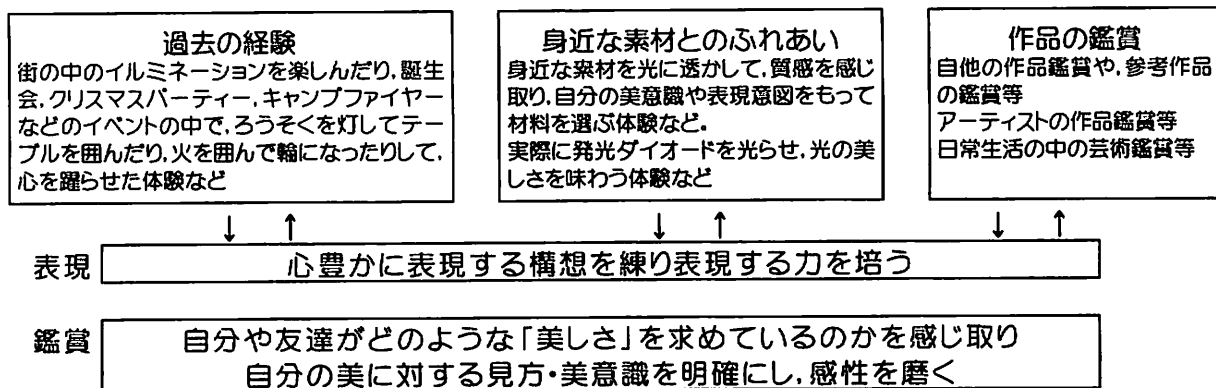 過去の経験
街の中のイルミネーションを楽しんだり,誕生
会,クリスマスパーティー,キャンプファイヤー
などのイベントの中で,ろうそくを灯してテー
ブルを囲んだり,火を囲んで輪になったりして,
心を躍らせた体験など
身近な素材とのふれあい
身近な素材を光に透かして,質感を感じ
取り,自分の美意識や表現意図をもって
材料を選ぶ体験など。
実際に発光ダイオードを光らせ,光の美
しさを味わう体験など
作品の鑑賞
自他の作品鑑賞や,参考作品
の鑑賞等
アーティストの作品鑑賞等
日常生活の中の芸術鑑賞等
↓ ↑ ↓ ↑ ↓ ↑
表現 心豊かに表現する構想を練り表現する力を培う
鑑賞 自分や友達がどのような「美しさ」を求めているのかを感じ取り
自分の美に対する見方・美意識を明確にし,感性を磨く